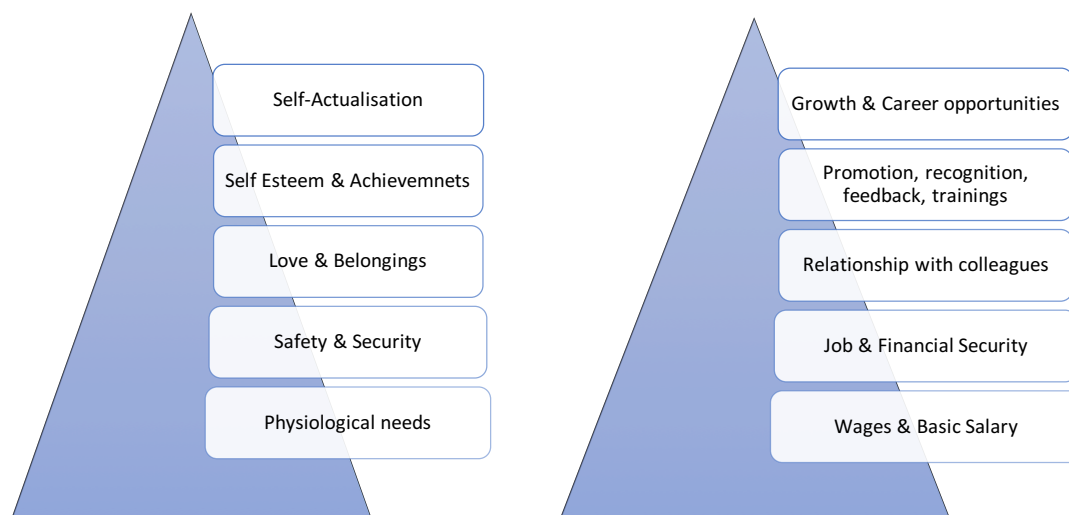 Self-Actualisation
Self Esteem & Achievemnets
Love & Belongings
Safety & Security
Physiological needs
Growth & Career opportunities
Promotion, recognition,
feedback, trainings
Relationship with colleagues
Job & Financial Security
Wages & Basic Salary